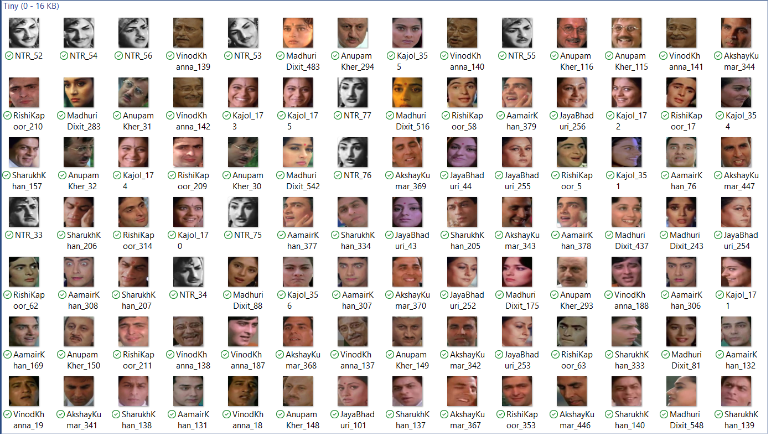 Tiny (0 - 16 KB)
NTR_52 NTR_54 NTR_56 VinodKh NTR_53 Madhuri Anupam Kajol_35 VinodKh NTR_55 Anupam Anupam VinodKh AkshayKu
anna_139 Dixit_483 Kher_294 5 anna_140 Kher_116 Kher_115 anna_141 mar_344
RishiKap Madhuri Anupam VinodKh Kajol_17 Kajol_17 NTR_77 Madhuri RishiKap AamairK JayaBhad Kajol_17 RishiKap Kajol_35
oor_210 Dixit_283 Kher_31 anna_142 3 5 Dixit_516 oor_58 han_379 uri_256 2 oor_17 4
SharukhK Anupam Kajol_17 RishiKap Anupam Madhuri NTR_76 AkshayKu JayaBhad JayaBhad RishiKap Kajol_35 AamairK AkshayKu
han_157 Kher_32 4 oor_209 Kher_30 Dixit_542 mar_369 uri_44 uri_255 oor_5 1 han_76 mar_447
NTR_33 SharukhK RishiKap Kajol_17 NTR_75 AamairK SharukhK JayaBhad SharukhK AkshayKu AamairK Madhuri Madhuri JayaBhad
han_206 oor_314 0 han_377 han_334 uri_43 han_205 mar_343 han_378 Dixit_437 Dixit_243 uri_254
RishiKap AamairK SharukhK NTR_34 Madhuri Kajol_35 AamairK AkshayKu JayaBhad Madhuri Anupam VinodKh AamairK Kajol_17
oor_62 han_308 han_207 Dixit_88 6 han_307 mar_370 uri_252 Dixit_175 Kher_293 anna_188 han_306 1
AamairK Anupam RishiKap VinodKh VinodKh AkshayKu VinodKh Anupam AkshayKu JayaBhad RishiKap SharukhK Madhuri AamairK
han_169 Kher_150 oor_211 anna_138 anna_187 mar_368 anna_137 Kher_149 mar_342 uri_253 oor_63 han_333 Dixit_81 han_132
VinodKh AkshayKu SharukhK AamairK VinodKh Anupam JayaBhad SharukhK AkshayKu RishiKap AkshayKu SharukhK Madhuri SharukhK
anna_19 mar_341 han_138 han_131 anna_18 Kher_148 uri_101 han_137 mar_367 oor_353 mar_446 han_140 Dixit_548 han_139